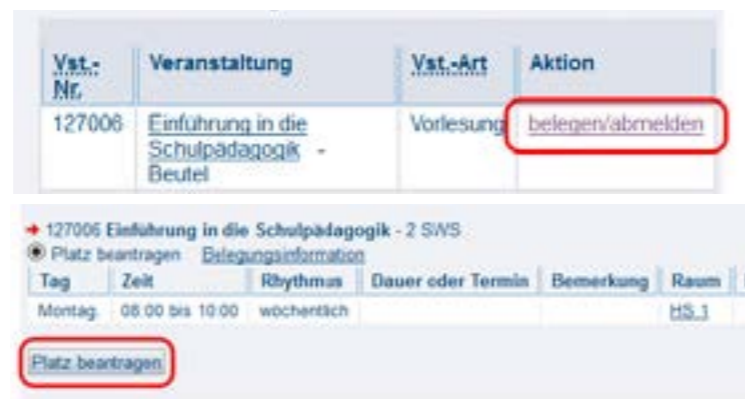 Vst.- Veranstaltung Vst.-Art Aktion
Nr.
127006 Einführung in die Vorlesung belegen/abmelden
Schulpädagogik -
Beutel
127006 Einführung in die Schulpädagogik - 2 SWS
Platz beantragen Belegungsinformation
Tag Zeit Rhythmus Dauer oder Termin Bemerkung Raum
Montag 08:00 bis 10:00 wöchentlich HS 1
Platz beantragen